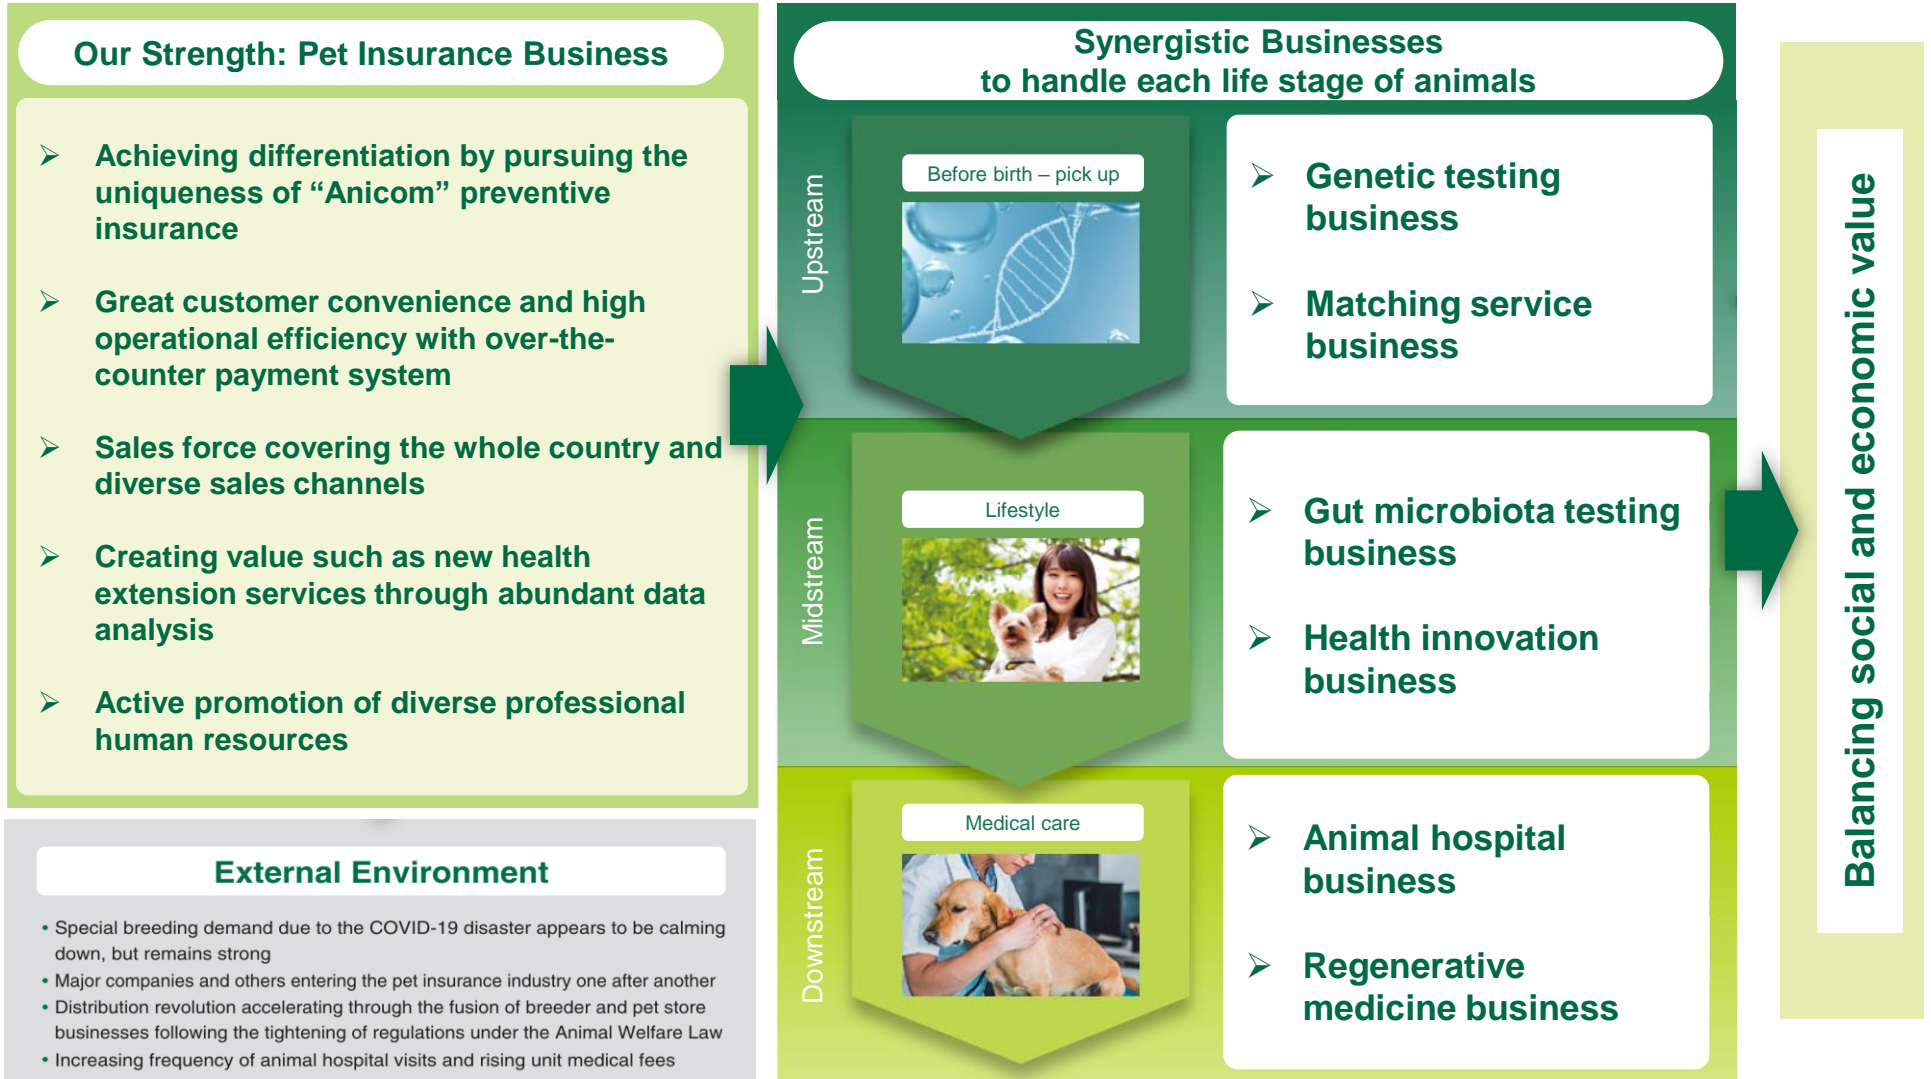 Our Strength: Pet Insurance Business
➢ Achieving differentiation by pursuing the
uniqueness of “Anicom” preventive
insurance
➢ Great customer convenience and high
operational efficiency with over-the-
counter payment system
➢ Sales force covering the whole country and
diverse sales channels
➢ Creating value such as new health
extension services through abundant data
analysis
➢ Active promotion of diverse professional
human resources
External Environment
• Special breeding demand due to the COVID-19 disaster appears to be calming
down, but remains strong
• Major companies and others entering the pet insurance industry one after another
• Distribution revolution accelerating through the fusion of breeder and pet store
businesses following the tightening of regulations under the Animal Welfare Law
• Increasing frequency of animal hospital visits and rising unit medical fees
Synergistic Businesses
to handle each life stage of animals
Upstream
Before birth – pick up
➢ Genetic testing
business
➢ Matching service
business
Midstream
Lifestyle
➢ Gut microbiota testing
business
➢ Health innovation
business
Downstream
Medical care
➢ Animal hospital
business
➢ Regenerative
medicine business
Balancing social and economic value